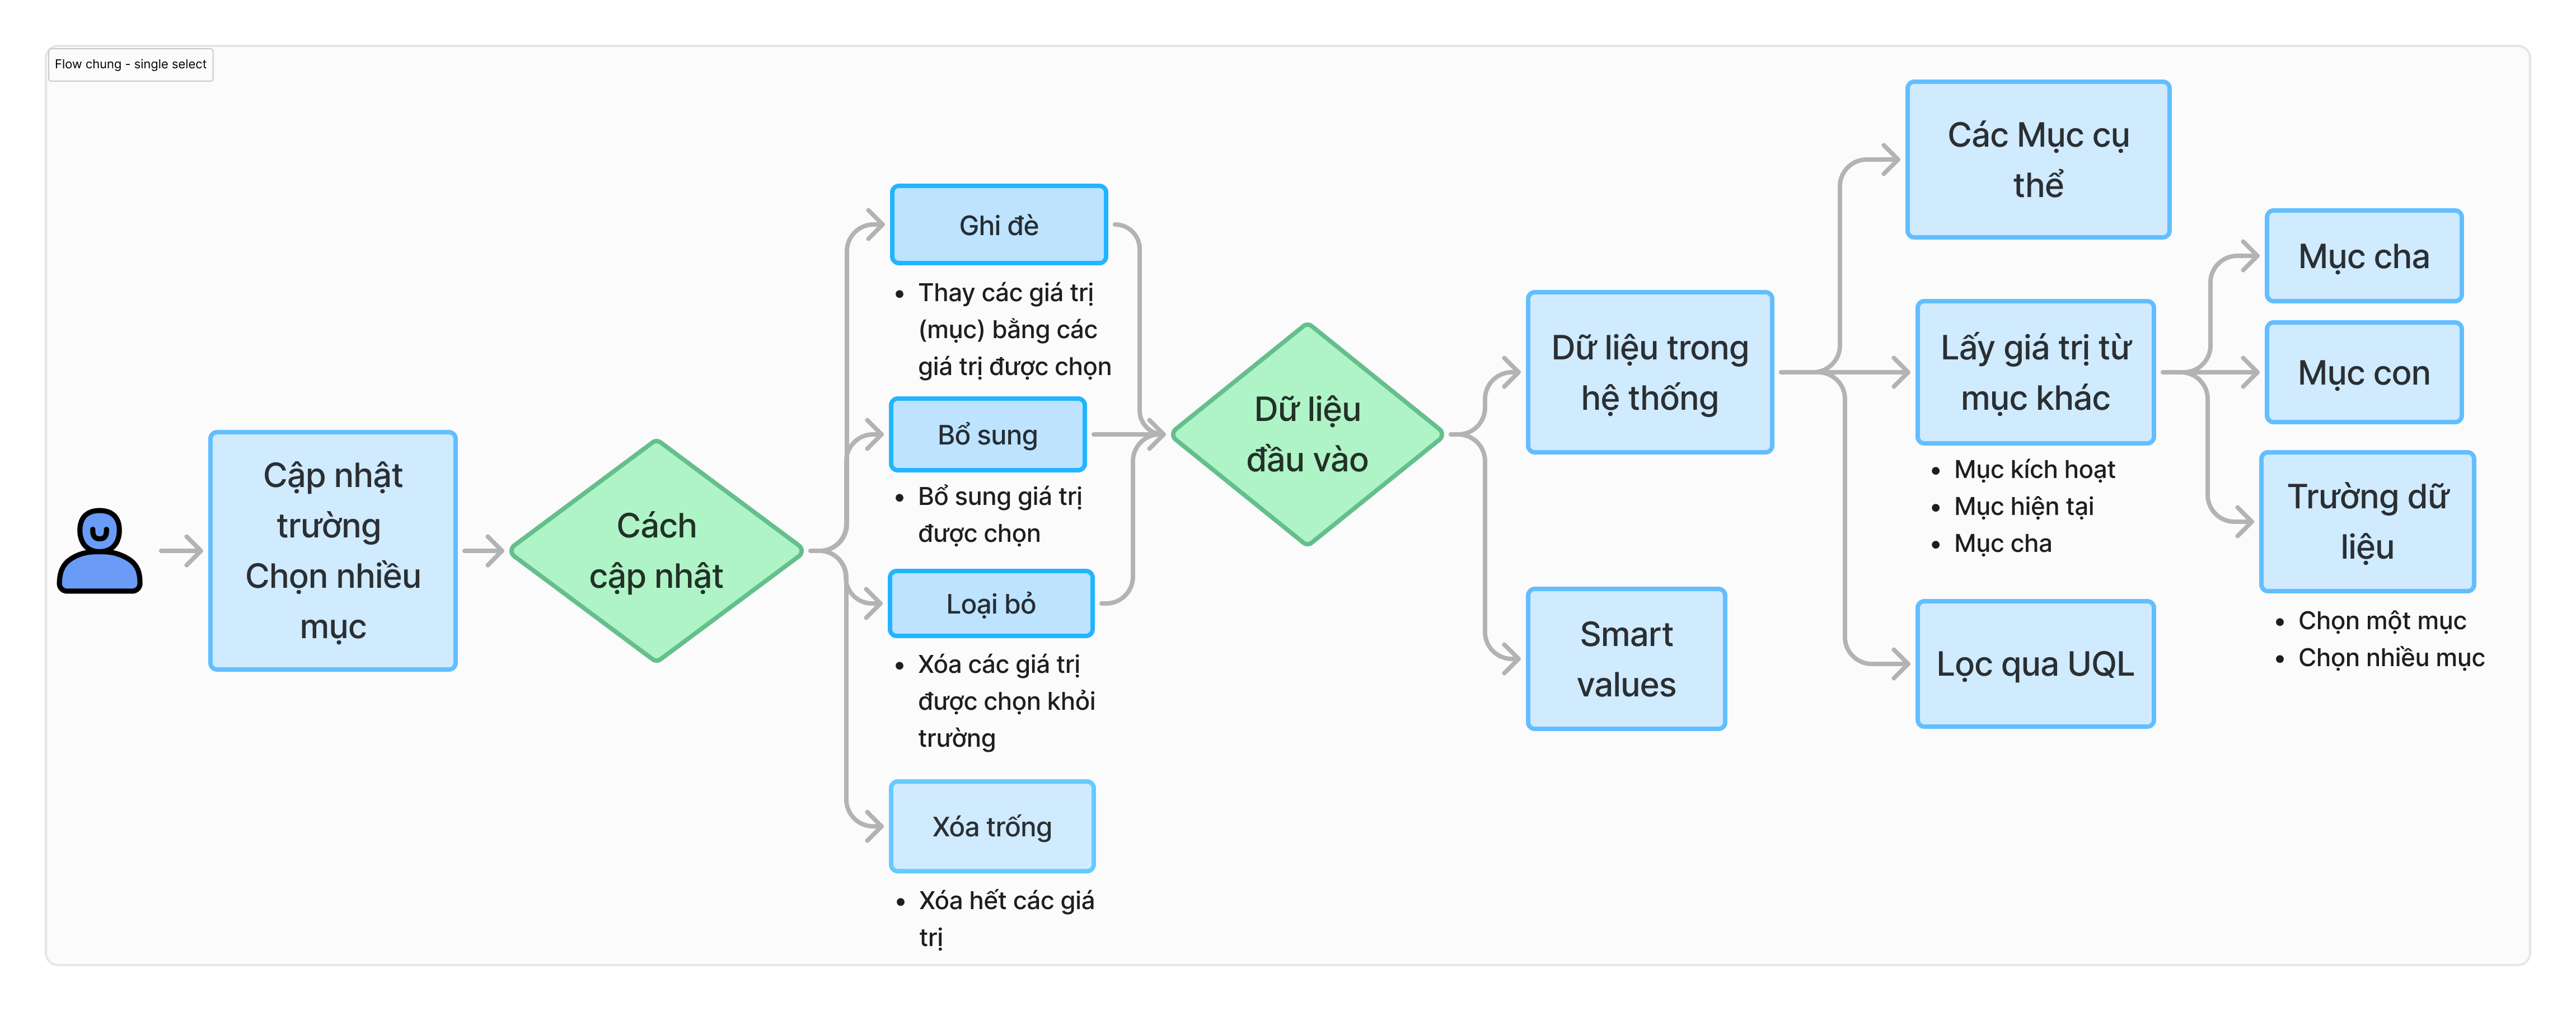 Flow chung - single select
Cập nhật
trường
Chọn nhiều
mục
Cách
cập nhật
Ghi đè
• Thay các giá trị
(mục) bằng các
giá trị được chọn
Bổ sung
• Bổ sung giá trị
được chọn
Loại bỏ
• Xóa các giá trị
được chọn khỏi
trường
Xóa trống
• Xóa hết các giá
trị
Dữ liệu
đầu vào
Dữ liệu trong
hệ thống
Smart
values
Các Mục cụ
thể
Lấy giá trị từ
mục khác
• Mục kích hoạt
• Mục hiện tại
• Mục cha
Lọc qua UQL
Mục cha
Mục con
Trường dữ
liệu
• Chọn một mục
• Chọn nhiều mục